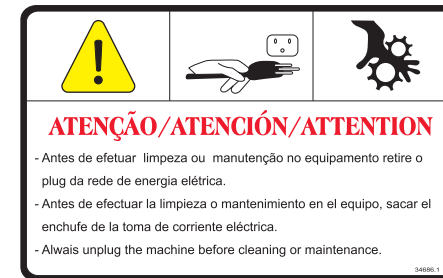 ATENÇÃO/ATENCIÓN/ATTENTION
- Antes de efetuar limpeza ou manutenção no equipamento retire o
plug da rede de energia elétrica.
- Antes de efectuar la limpieza o mantenimiento en el equipo, sacar el
enchufe de la toma de corriente eléctrica.
- Alwais unplug the machine before cleaning or maintenance.
34686.1